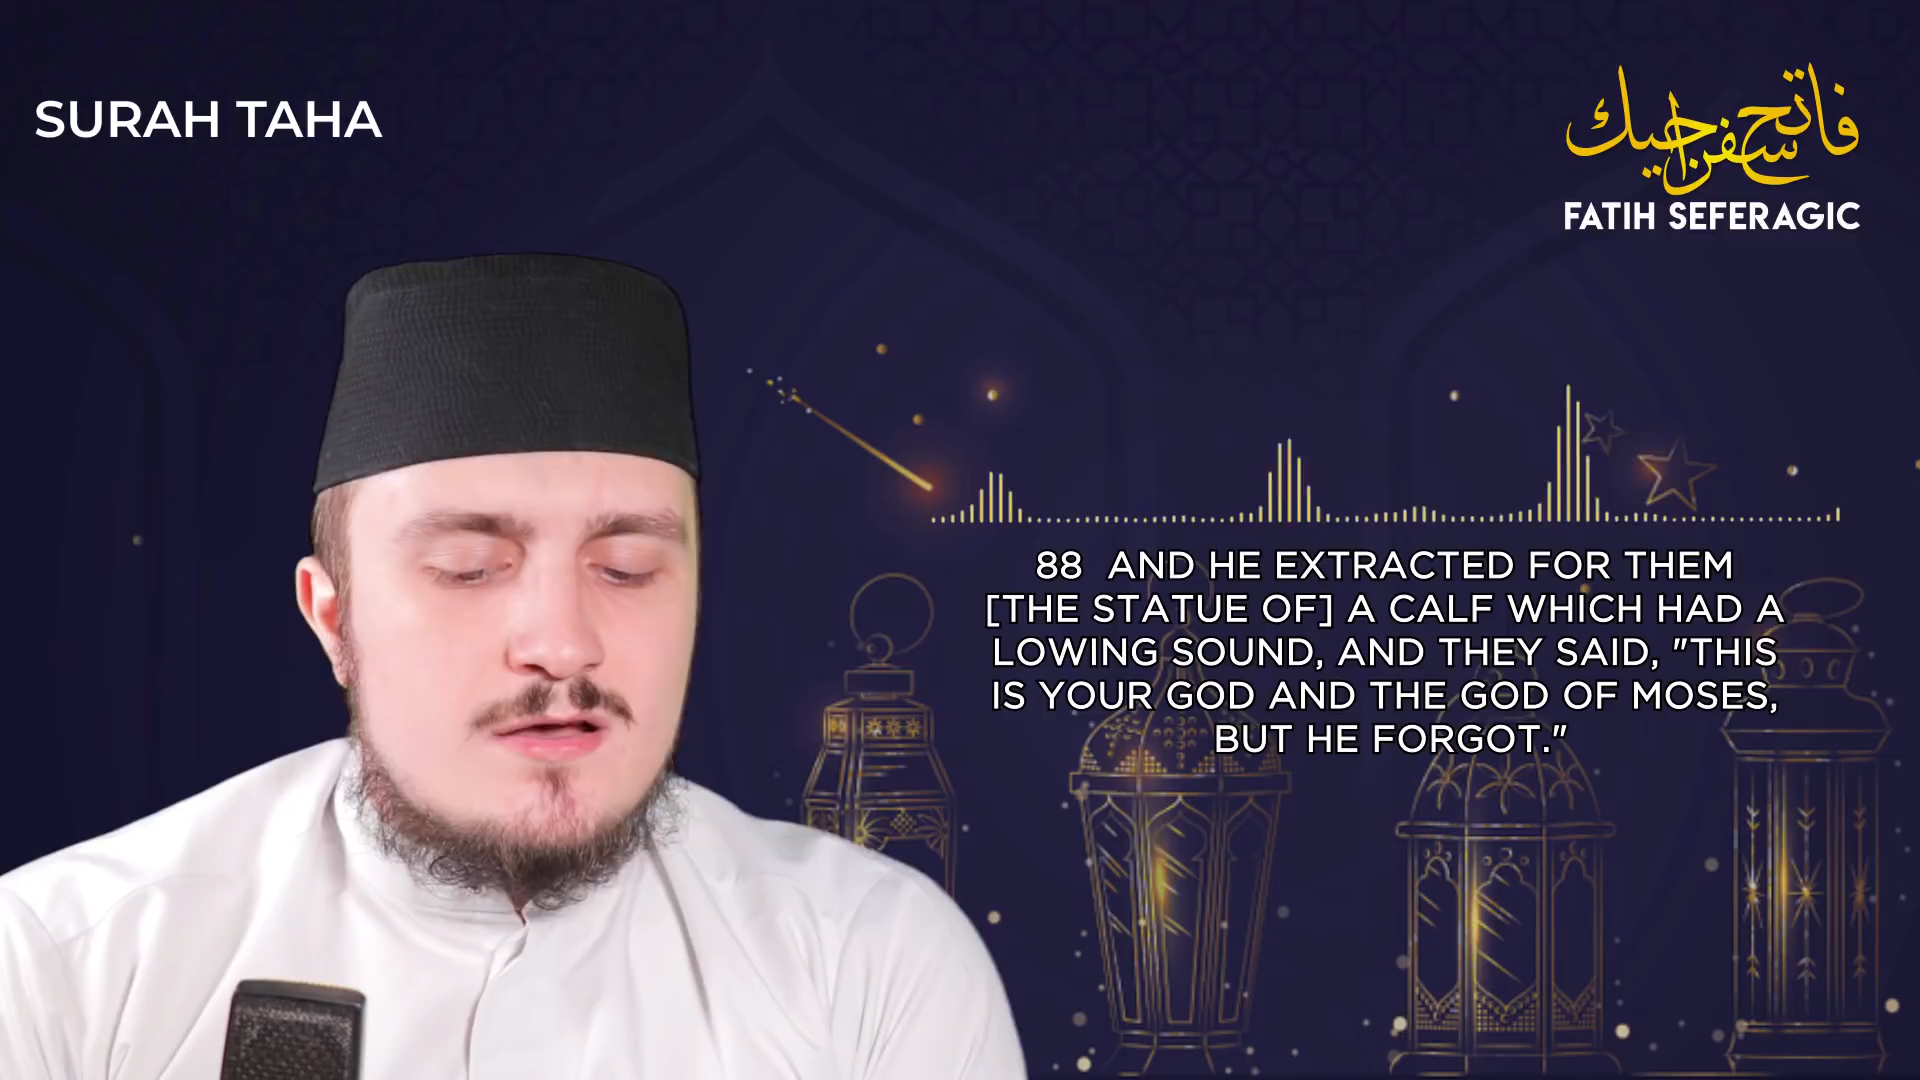 SURAH TAHA
فاتح سفراجيك
FATIH SEFERAGIC
88  AND HE EXTRACTED FOR THEM
[THE STATUE OF] A CALF WHICH HAD A
LOWING SOUND, AND THEY SAID, "THIS
IS YOUR GOD AND THE GOD OF MOSES,
BUT HE FORGOT."